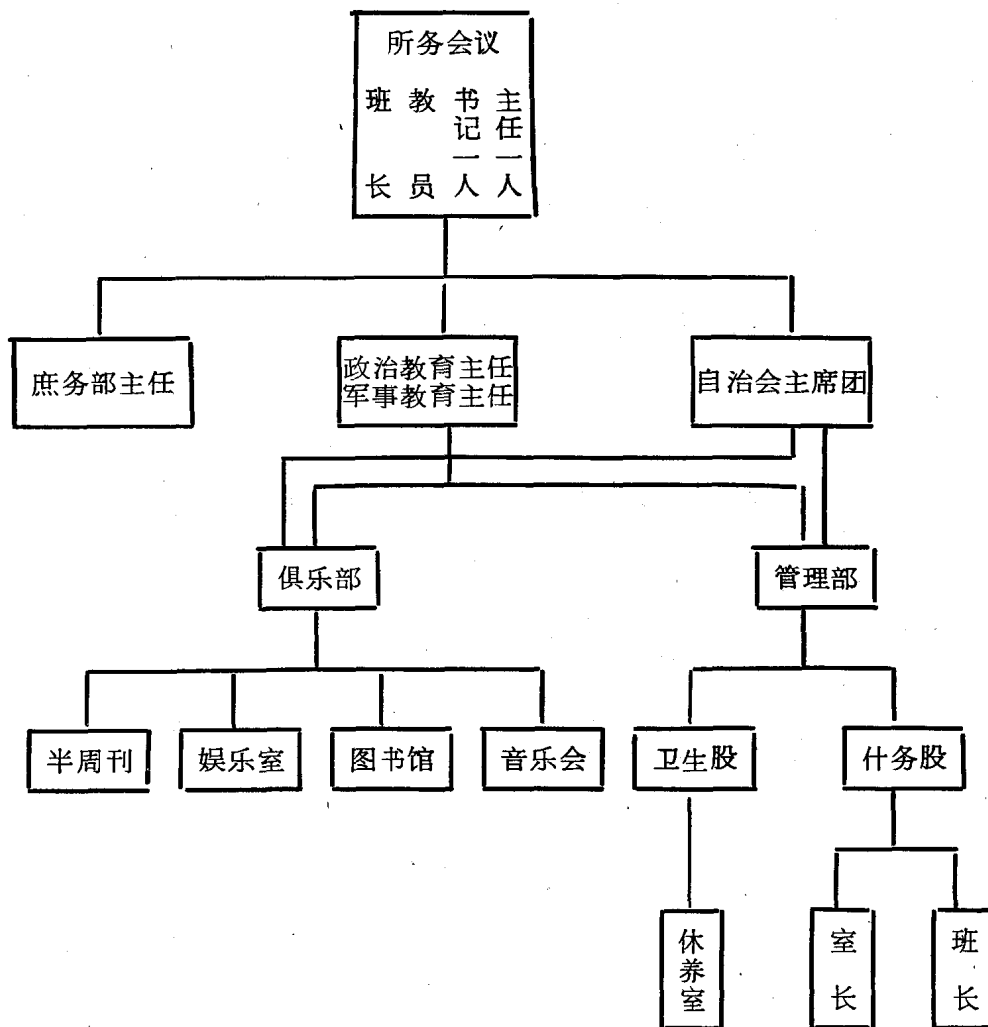 所务会议
主任一人
书记一人
教员
班长
庶务部主任
政治教育主任
军事教育主任
自治会主席团
俱乐部
管理部
半周刊
娱乐室
图书馆
音乐会
卫生股
什务股
休养室
室长
班长